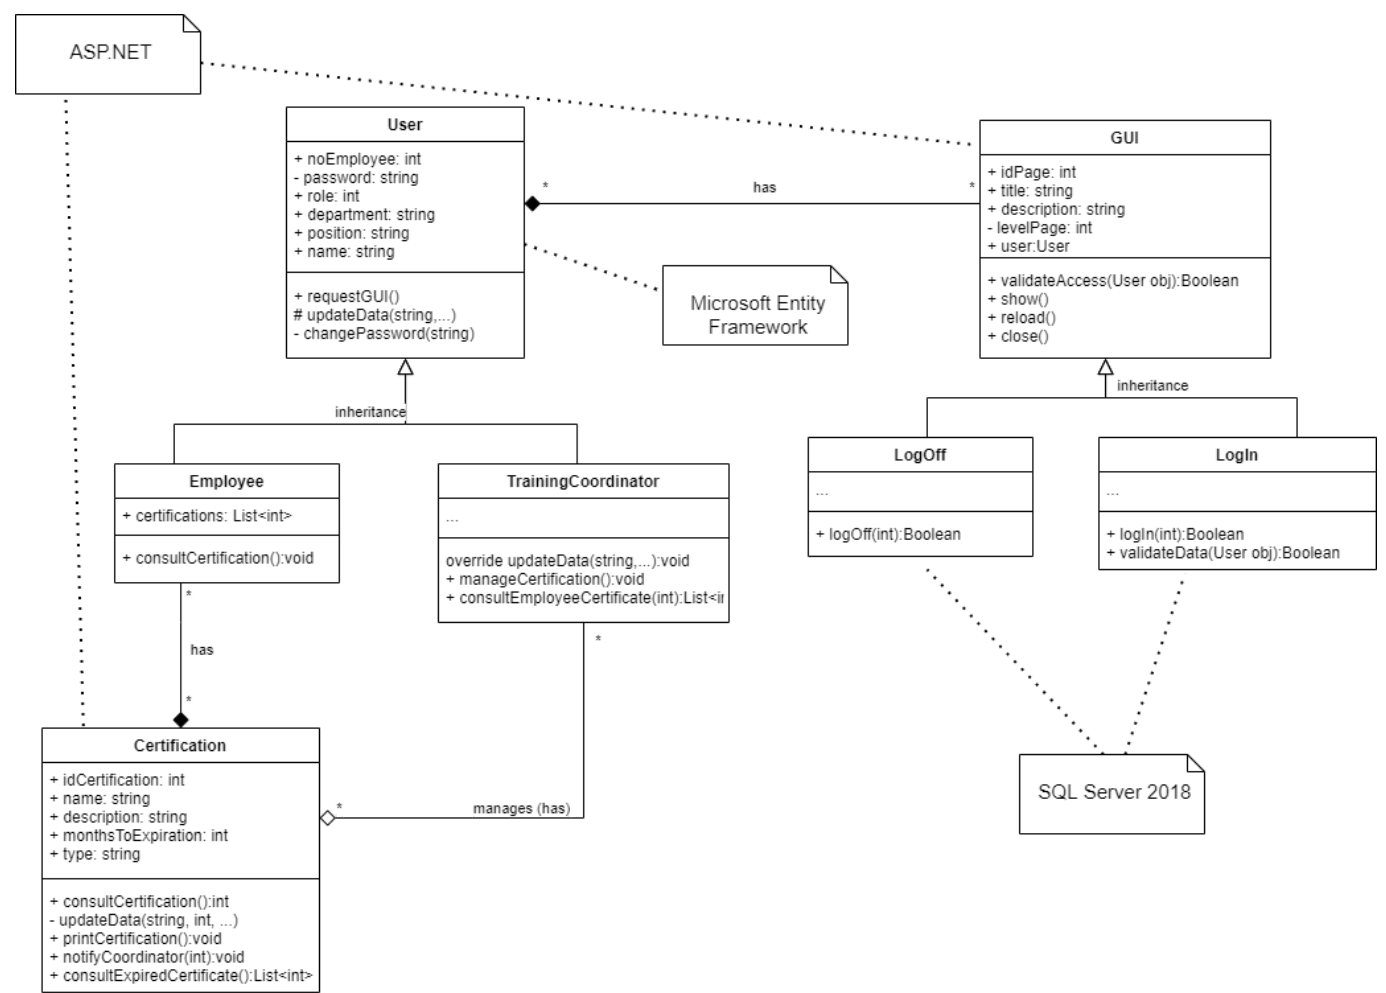 ASP.NET
User
+ noEmployee: int
- password: string
+ role: int
+ department: string
+ position: string
+ name: string
+ requestGUI()
# updateData(string,...)
- changePassword(string)
*
has
*
GUI
+ idPage: int
+ title: string
+ description: string
- levelPage: int
+ user:User
+ validateAccess(User obj):Boolean
+ show()
+ reload()
+ close()
Microsoft Entity
Framework
inheritance
inheritance
Employee
+ certifications: List<int>
+ consultCertification():void
TrainingCoordinator
...
override updateData(string,...):void
+ manageCertification():void
+ consultEmployeeCertificate(int):List<i
LogOff
...
+ logOff(int):Boolean
LogIn
...
+ logIn(int):Boolean
+ validateData(User obj):Boolean
*
has
*
*
Certification
+ idCertification: int
+ name: string
+ description: string
+ monthsToExpiration: int
+ type: string
+ consultCertification():int
- updateData(string, int, ...)
+ printCertification():void
+ notifyCoordinator(int):void
+ consultExpiredCertificate():List<int>
*
manages (has)
SQL Server 2018